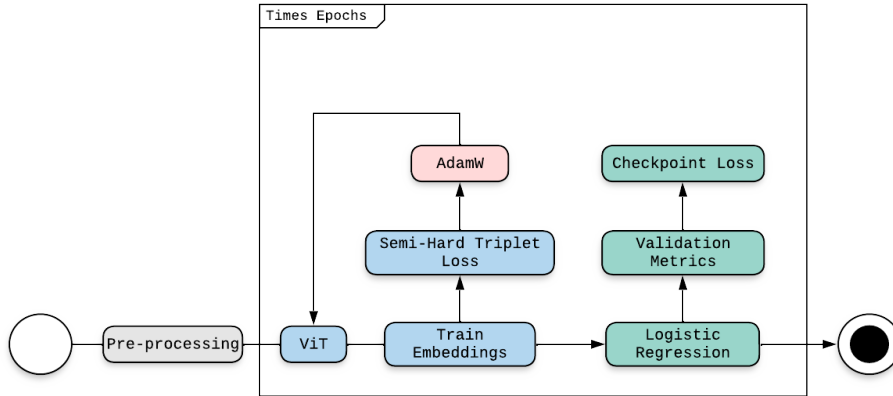 Times Epochs
AdamW
Checkpoint Loss
Semi-Hard Triplet
Loss
Validation
Metrics
Pre-processing
ViT
Train
Embeddings
Logistic
Regression